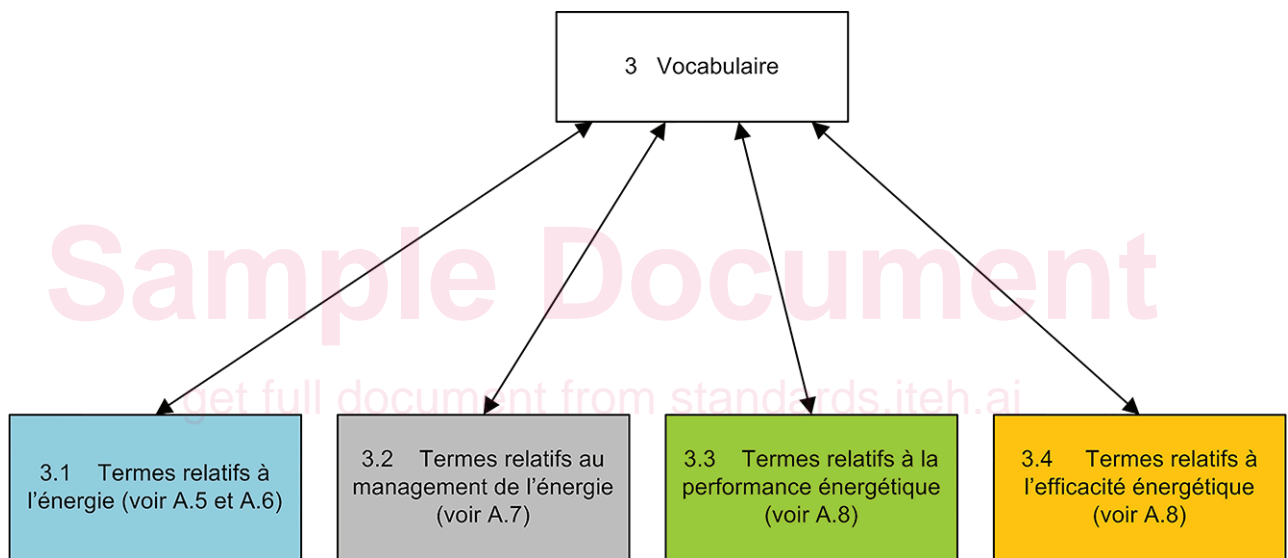 3 Vocabulaire
Sample Document
get full document from standards.iteh.ai
3.1 Termes relatifs à
l’énergie (voir A.5 et A.6)
3.2 Termes relatifs au
management de l’énergie
(voir A.7)
3.3 Termes relatifs à la
performance énergétique
(voir A.8)
3.4 Termes relatifs à
l’efficacité énergétique
(voir A.8)